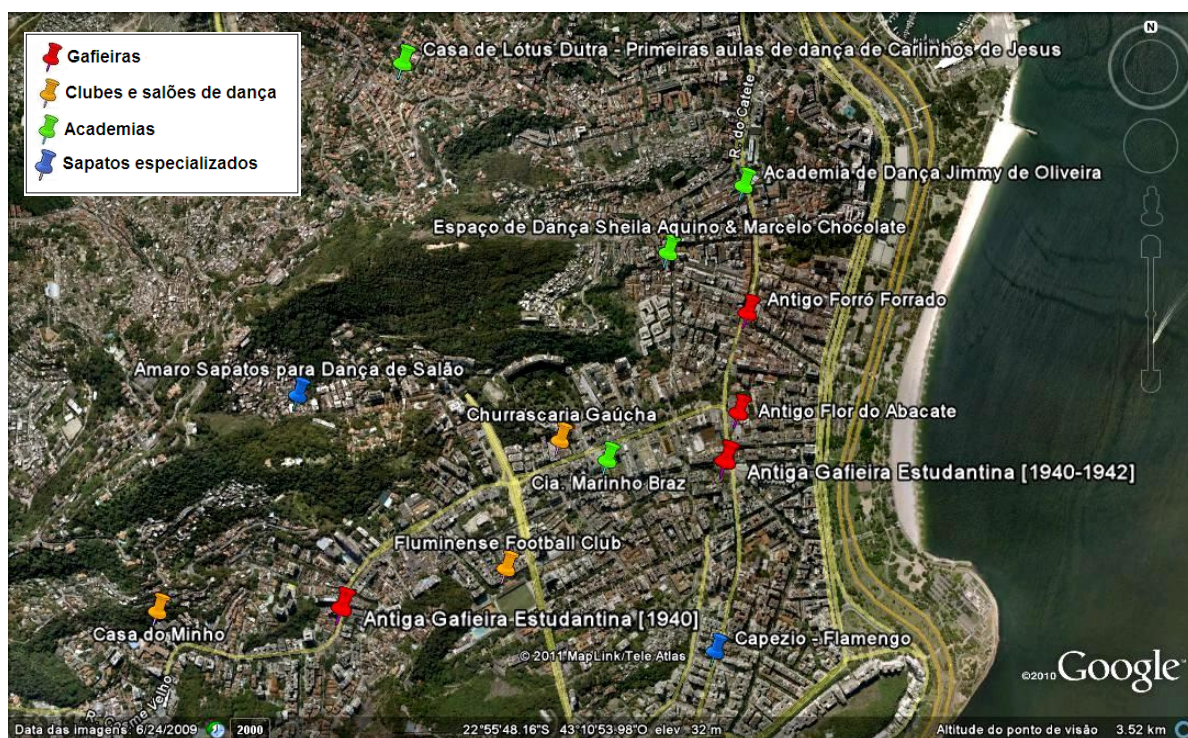 Gafieiras
Clubes e salões de dança
Academias
Sapatos especializados
Casa de Lótus Dutra - Primeiras aulas de dança de Carlinhos de Jesus
N
R. do Catete
Academia de Dança Jimmy de Oliveira
Espaço de Dança Sheila Aquino & Marcelo Chocolate
Antigo Forró Forrado
Amaro Sapatos para Dança de Salão
Churrascaria Gaúcha
Antigo Flor do Abacate
Antiga Gafieira Estudantina [1940-1942]
Cia. Marinho Braz
Fluminense Football Club
Casa do Minho
Antiga Gafieira Estudantina [1940]
Capezio - Flamengo
© 2011 MapLink/Tele Atlas
©2010 Google™
R. Cosme Velho
Data das imagens: 6/24/2009 2000 22°55'48.16"S 43°10'53.98"O elev 32 m Altitude do ponto de visão 3.52 km